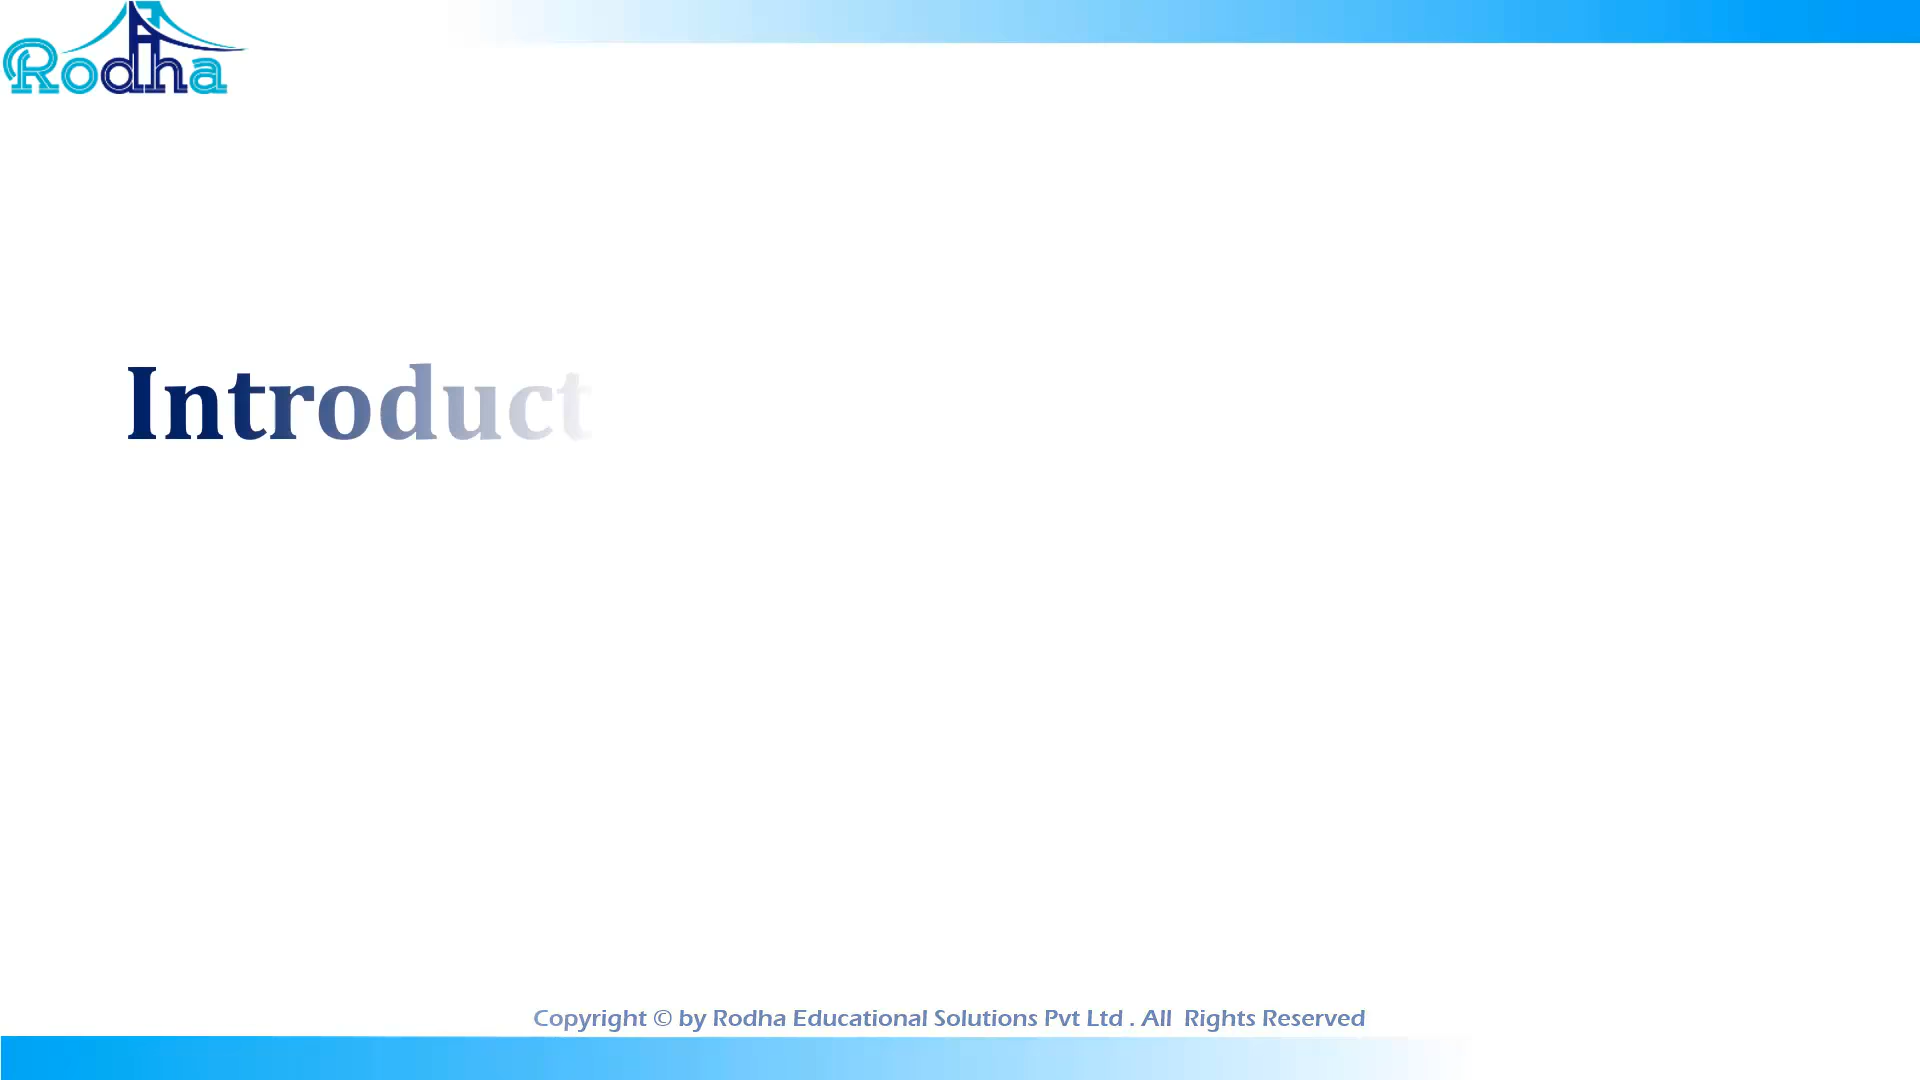 Rodha
Introduct
Copyright © by Rodha Educational Solutions Pvt Ltd . All Rights Reserved